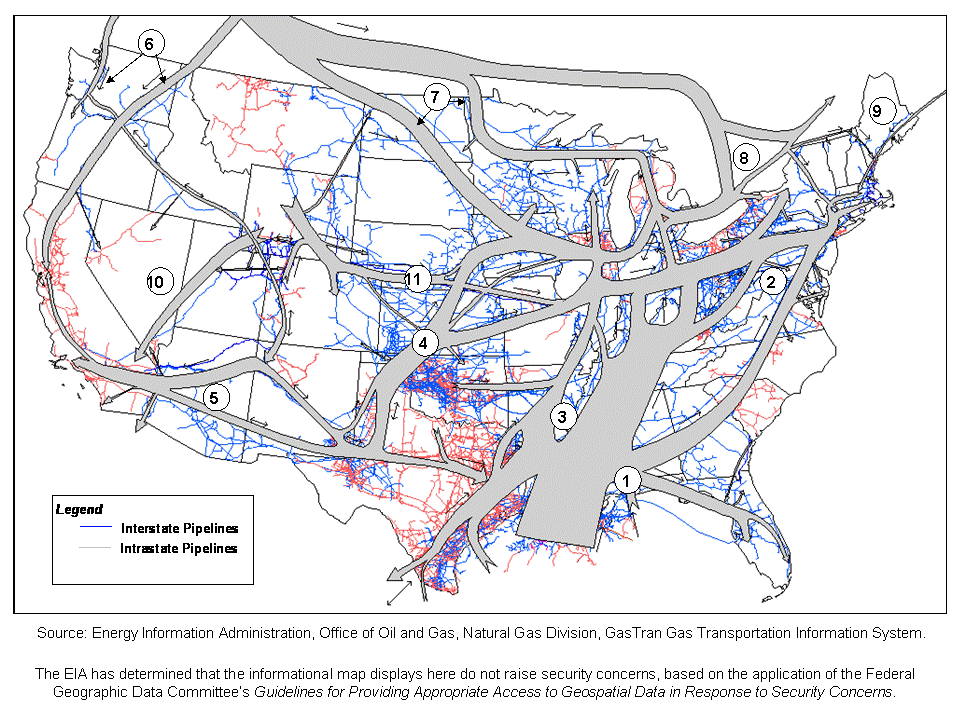 6
7
9
8
10
11
2
4
5
3
1
Legend
Interstate Pipelines
Intrastate Pipelines
Source: Energy Information Administration, Office of Oil and Gas, Natural Gas Division, GasTran Gas Transportation Information System.
The EIA has determined that the informational map displays here do not raise security concerns, based on the application of the Federal
Geographic Data Committee's Guidelines for Providing Appropriate Access to Geospatial Data in Response to Security Concerns.